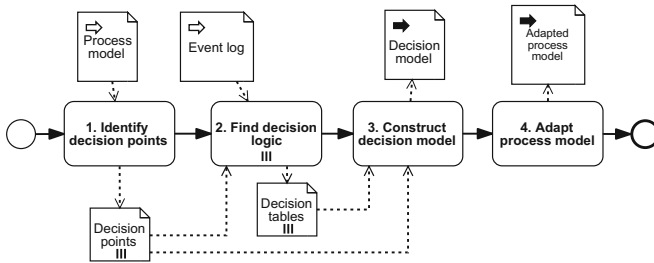 Process
model
Event log
Decision
model
Adapted
process
model
1. Identify
decision points
2. Find decision
logic
3. Construct
decision model
4. Adapt
process model
Decision
points
Decision
tables